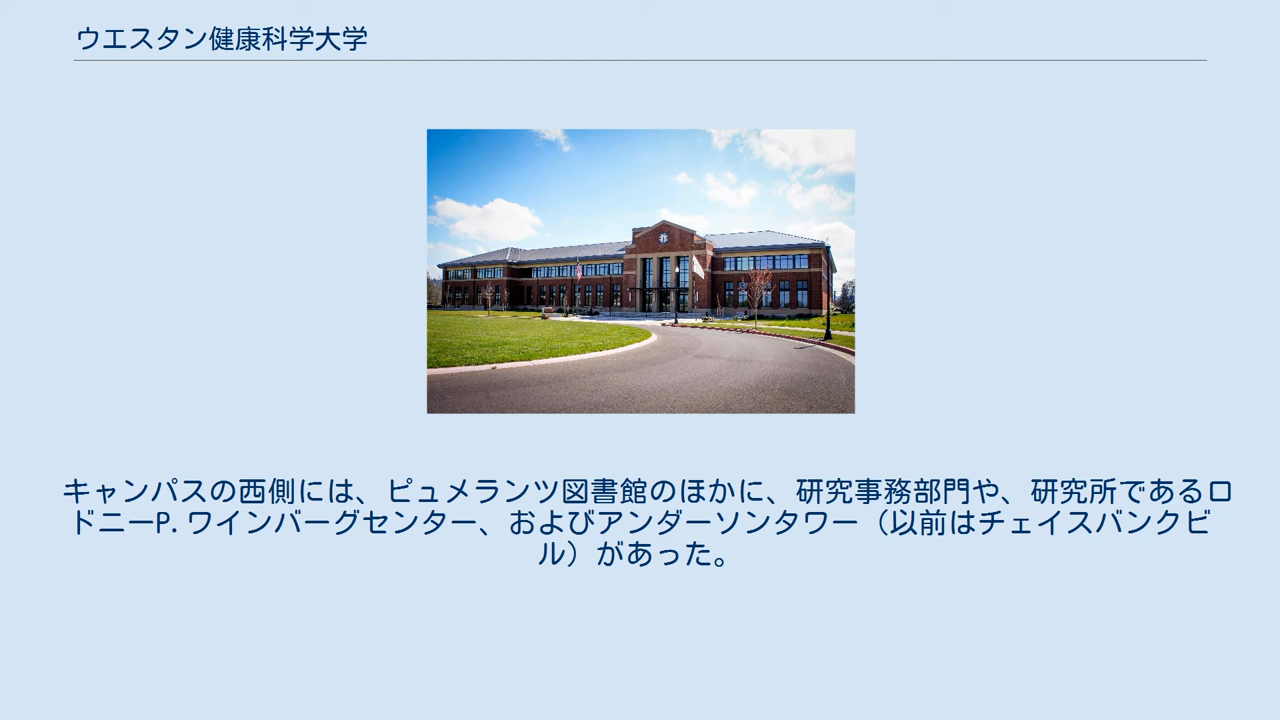 ウエスタン健康科学大学
キャンパスの西側には、ピュメランツ図書館のほかに、研究事務部門や、研究所であるロ
ドニーP.ワインバーグセンター、およびアンダーソンタワー（以前はチェイスバンクビ
ル）があった。